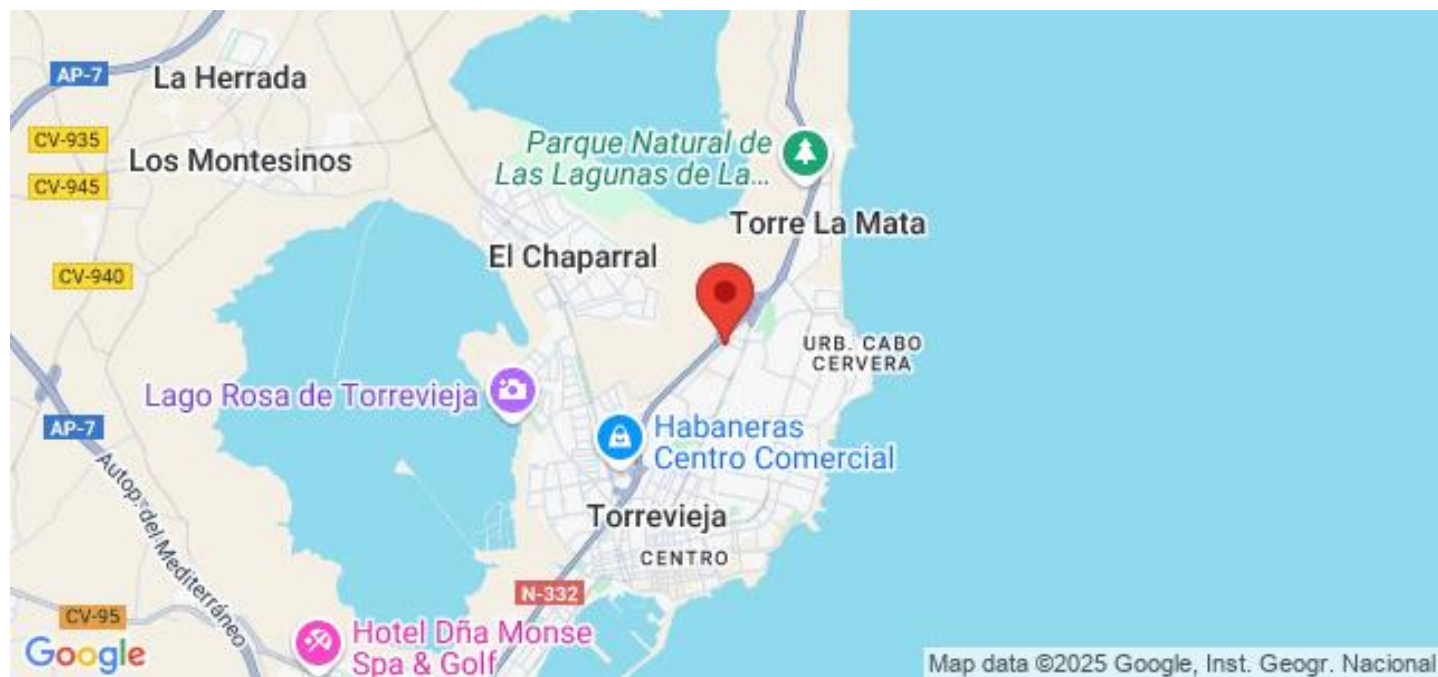 AP-7
La Herrada
CV-935
Los Montesinos
CV-945
Parque Natural de
Las Lagunas de La...
Torre La Mata
El Chaparral
CV-940
URB. CABO
CERVERA
Lago Rosa de Torrevieja
Habaneras
Centro Comercial
AP-7
Autop. del Mediterráneo
Torrevieja
CENTRO
N-332
CV-95
Hotel Dña Monse
Spa & Golf
Google
Map data ©2025 Google, Inst. Geogr. Nacional